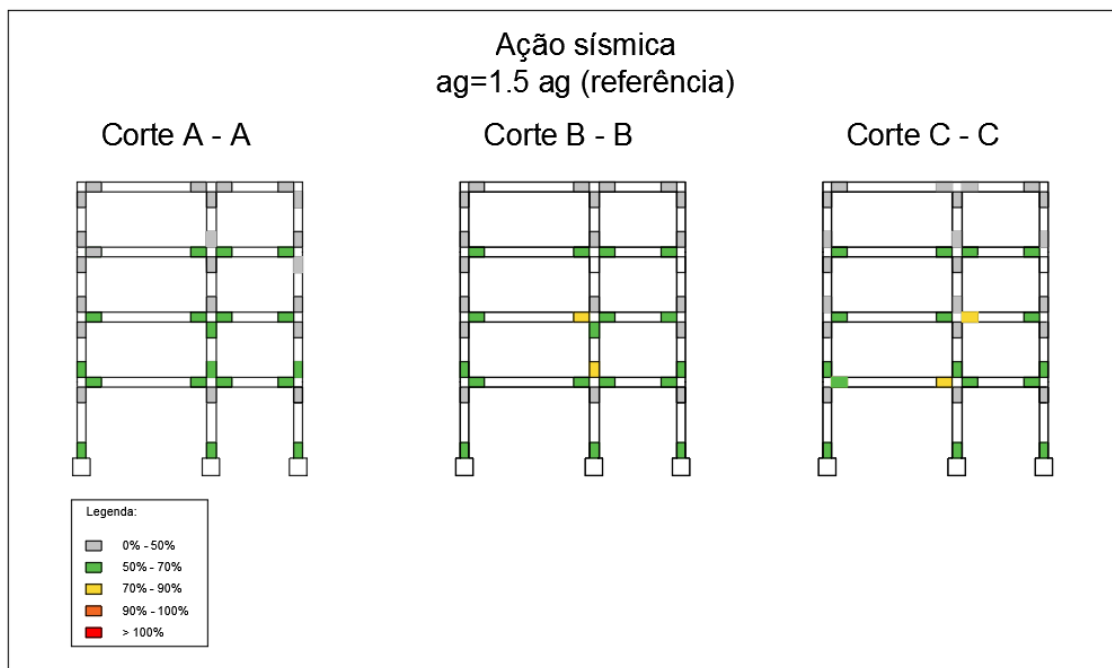 Ação sísmica
ag=1.5 ag (referência)
Corte A - A
Corte B - B
Corte C - C
Legenda:
0% - 50%
50% - 70%
70% - 90%
90% - 100%
> 100%